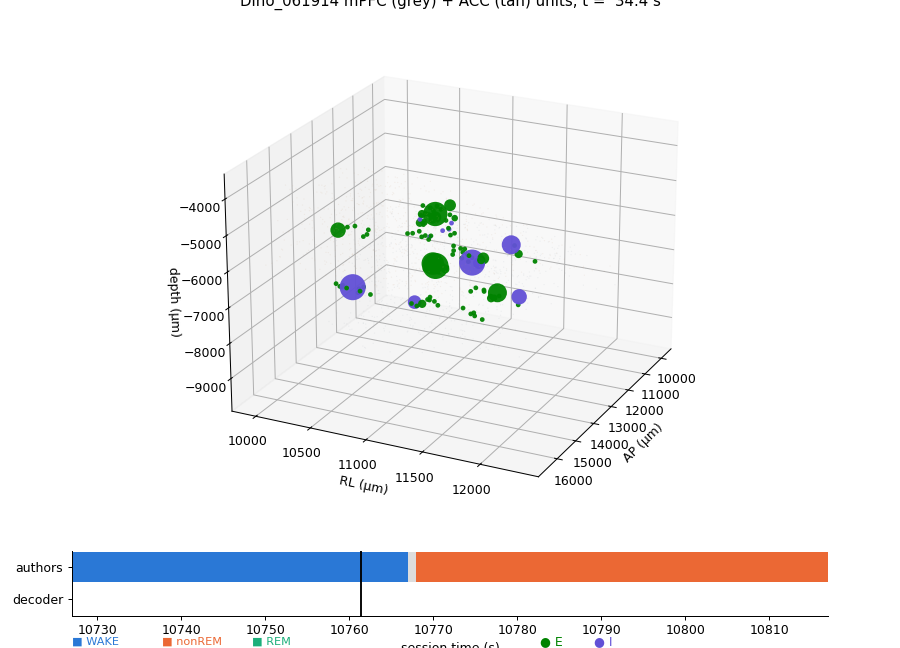 Dino_061914 mPFC (grey) + ACC (tan) units, t = 34.4 s
−4000
−5000
−6000
−7000
−8000
−9000
depth (μm)
10000
10500
11000
11500
12000
RL (μm)
10000
11000
12000
13000
14000
15000
16000
AP (μm)
authors
decoder
10730 10740 10750 10760 10770 10780 10790 10800 10810
session time (s)
WAKE nonREM REM E I